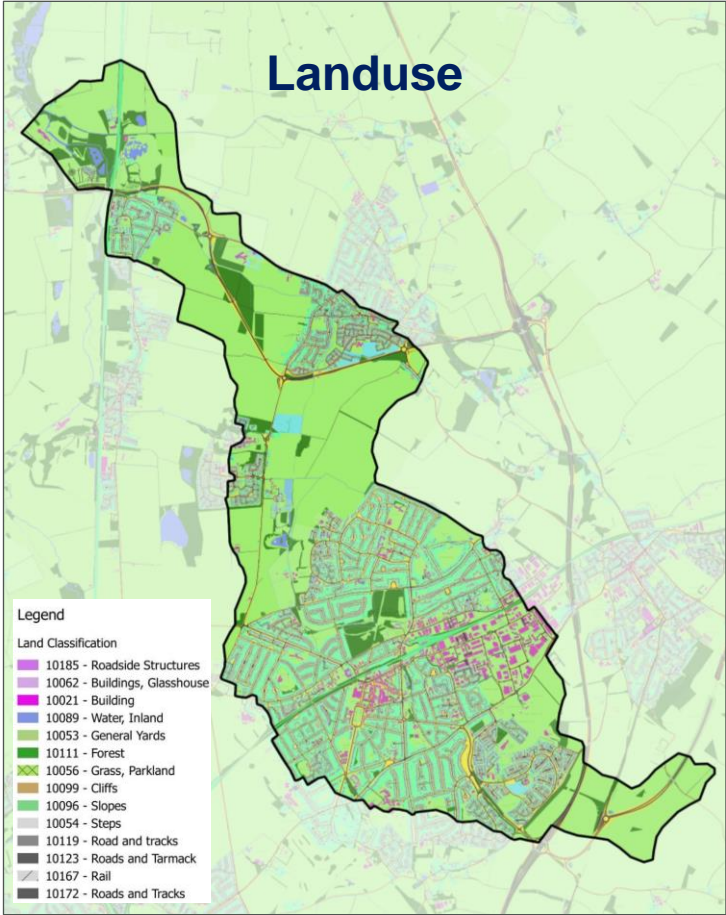 Landuse
Legend
Land Classification
10185 - Roadside Structures
10062 - Buildings, Glasshouse
10021 - Building
10089 - Water, Inland
10053 - General Yards
10111 - Forest
10056 - Grass, Parkland
10099 - Cliffs
10096 - Slopes
10054 - Steps
10119 - Road and tracks
10123 - Roads and Tarmack
10167 - Rail
10172 - Roads and Tracks